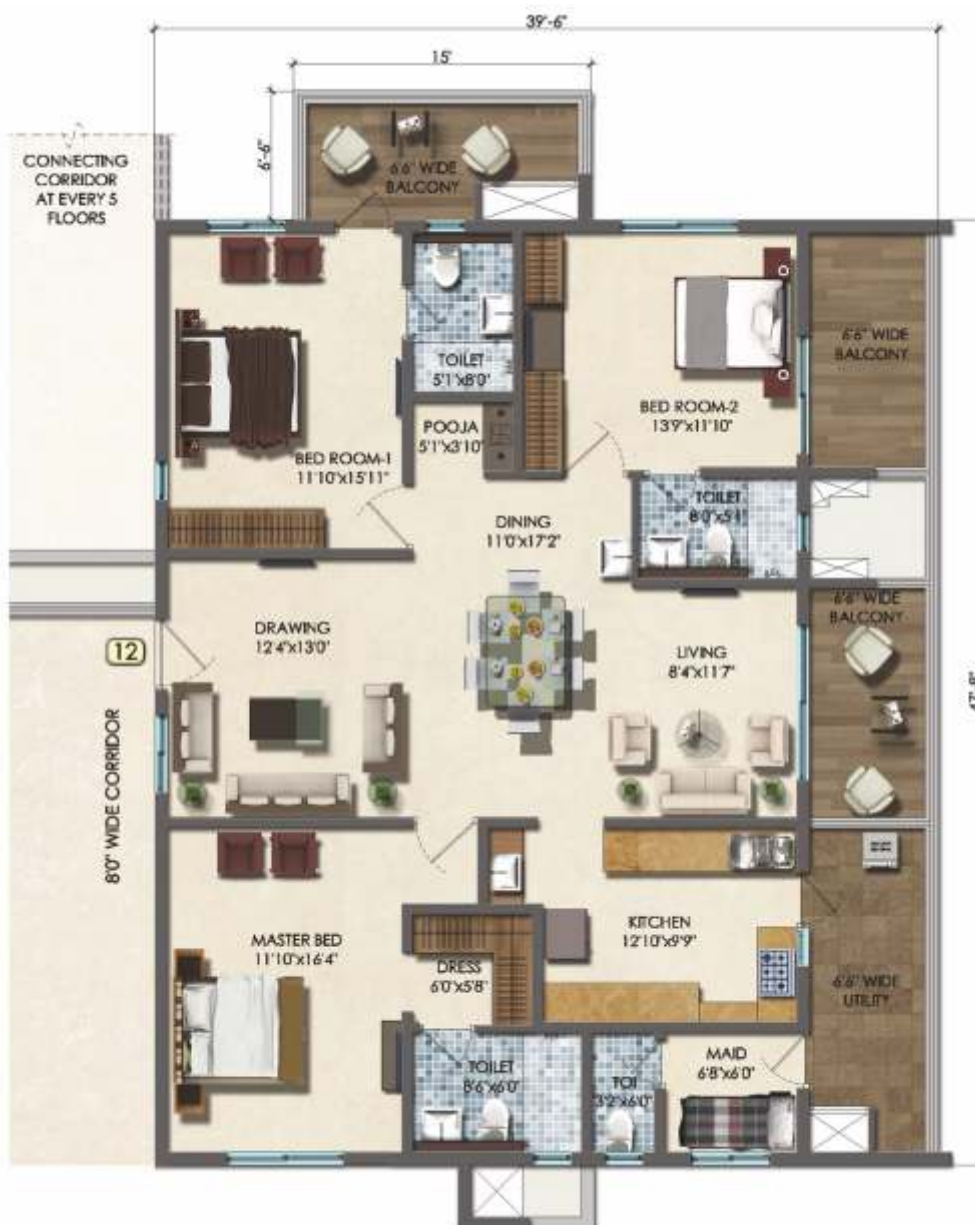 39'-6"
15'
6'-6"
CONNECTING
CORRIDOR
AT EVERY 5
FLOORS
6'6" WIDE
BALCONY
TOILET
5'1"x8'0"
6'6" WIDE
BALCONY
BED ROOM-2
13'9"x11'10"
POOJA
5'1"x3'10"
BED ROOM-1
11'10"x15'11"
TOILET
8'0"x5'1"
DINING
11'0"x17'2"
6'6" WIDE
BALCONY
DRAWING
12'4"x13'0"
12
LIVING
8'4"x11'7"
47'-8"
8'0" WIDE CORRIDOR
KITCHEN
12'10"x9'9"
MASTER BED
11'10"x16'4"
DRESS
6'0"x5'8"
6'6" WIDE
UTILITY
TOILET
8'6"x6'0"
TOI
3'2"x6'0"
MAID
6'8"x6'0"